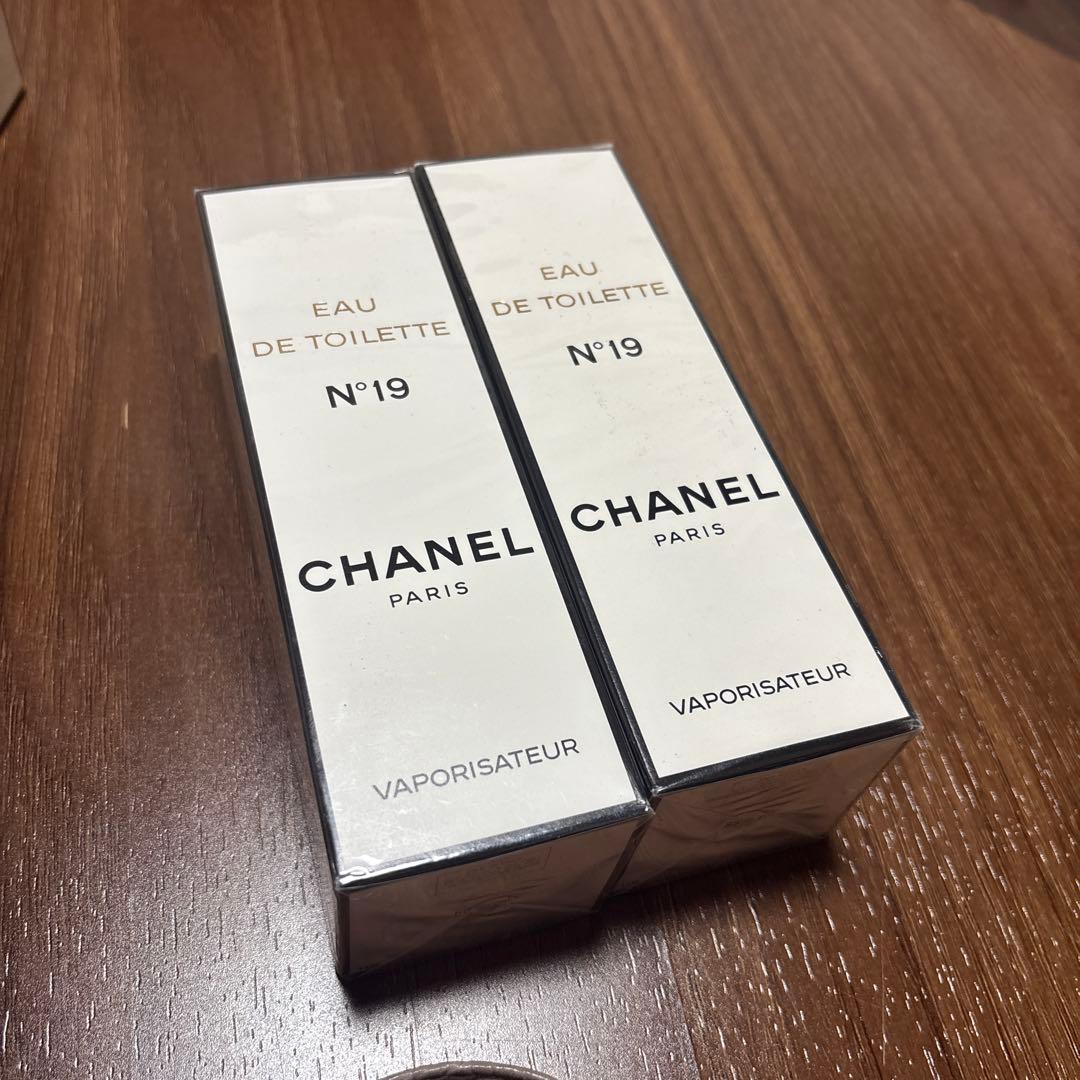 EAU
DE TOILETTE
N°19
CHANEL
PARIS
VAPORISATEUR
EAU
DE TOILETTE
N°19
CHANEL
PARIS
VAPORISATEUR